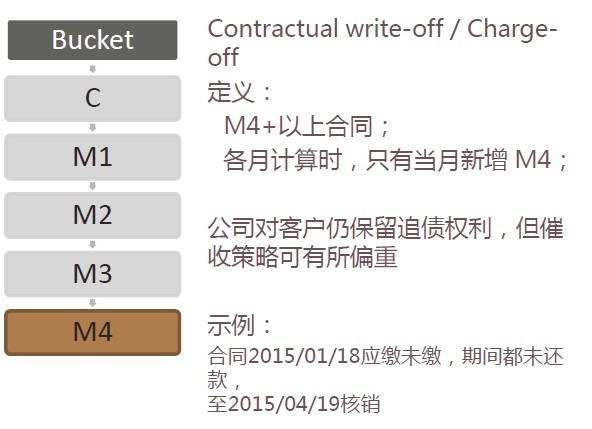 Bucket
C
M1
M2
M3
M4
Contractual write-off / Charge-
off
定义：
M4+以上合同；
各月计算时，只有当月新增 M4；
公司对客户仍保留追债权利，但催
收策略可有所偏重
示例：
合同2015/01/18应缴未缴，期间都未还
款，
至2015/04/19核销